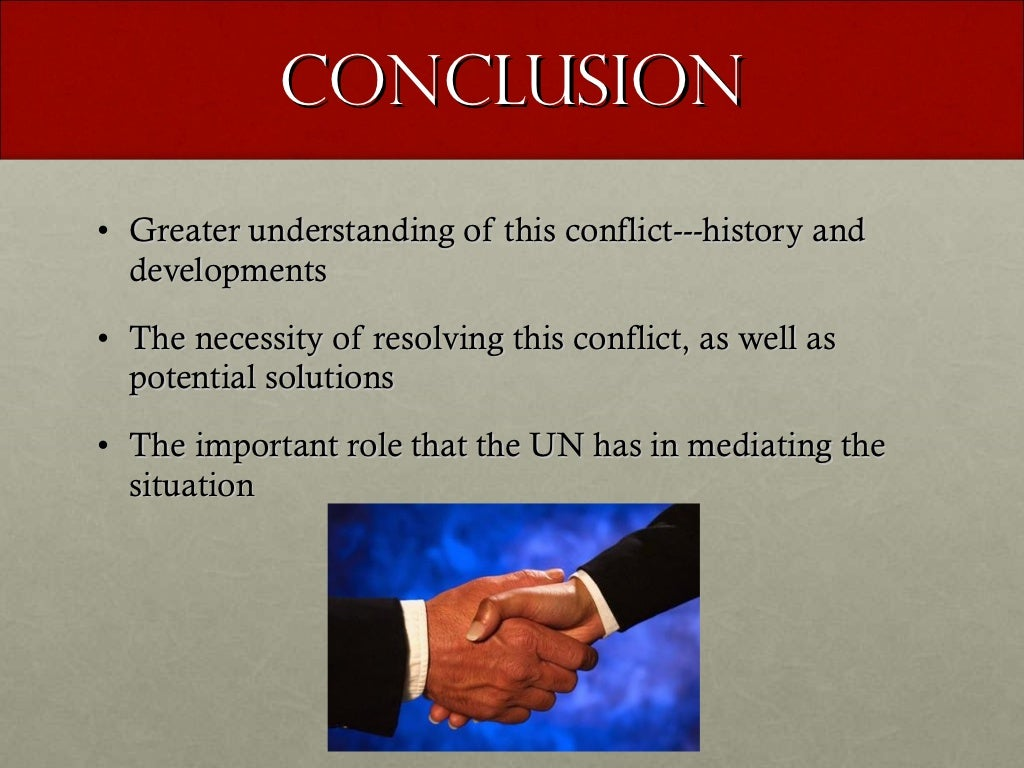 CONCLUSION
• Greater understanding of this conflict---history and
developments
• The necessity of resolving this conflict, as well as
potential solutions
• The important role that the UN has in mediating the
situation